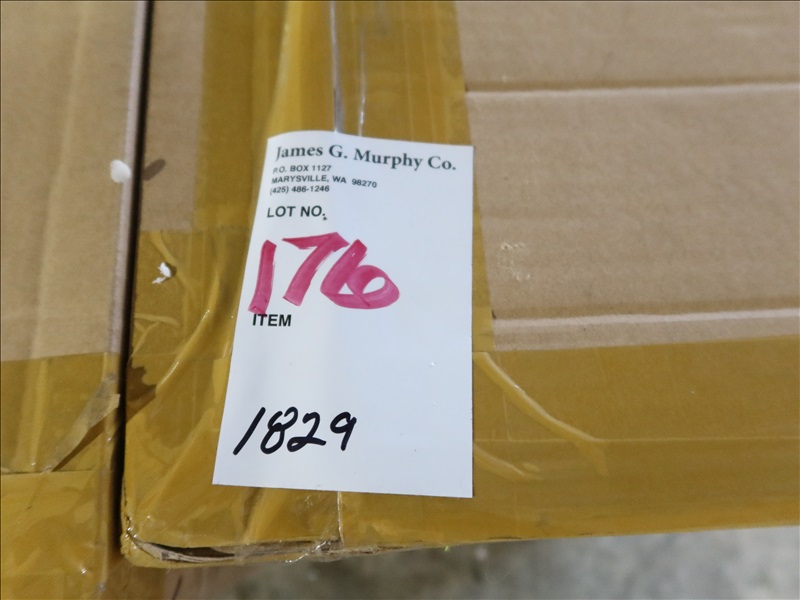 James G. Murphy Co.
P.O. BOX 1127
MARYSVILLE, WA 98270
(425) 486-1246
LOT NO.
176
ITEM
1829